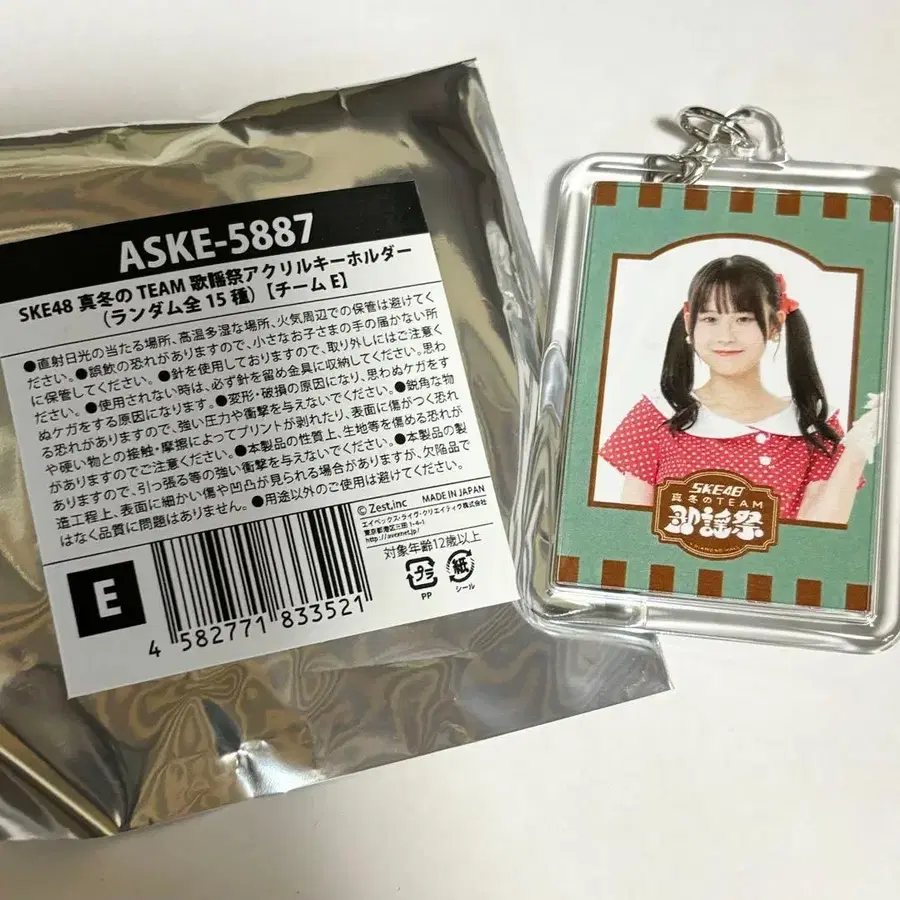 ASKE-5887
SKE48 真冬の TEAM 歌謡祭アクリルキーホルダー
（ランダム全 15 種）【チーム E】
●直射日光の当たる場所、高温多湿な場所、火気周辺での保管は避けてく
ださい。●誤飲の恐れがありますので、小さなお子さまの手の届かない所
に保管してください。●針を使用しておりますので、取り外しにはご注意く
ださい。●使用されない時は、必ず針を留め金具に収納してください。思わ
ぬケガをする原因になります。●変形・破損の原因になり、思わぬケガをす
る恐れがありますので、強い圧力や衝撃を与えないでください。●鋭角な物
や硬い物との接触・摩擦によってプリントが剥れたり、表面に傷がつく恐れ
がありますのでご注意ください。●本製品の性質上、生地等を傷める恐れが
ありますので、引っ張る等の強い衝撃を与えないでください。●本製品の製
造工程上、表面に細かい傷や凹凸が見られる場合がありますが、欠陥品で
はなく品質に問題はありません。●用途以外のご使用は避けてください。
© Zest,inc MADE IN JAPAN
エイベックス・ライヴ・クリエイティヴ株式会社
東京都港区三田 1-4-1
http://avexnet.jp/
対象年齢12歳以上
プラ
PP
紙
シール
E
4 582771 833521
SKE48
真冬のTEAM
歌謡祭